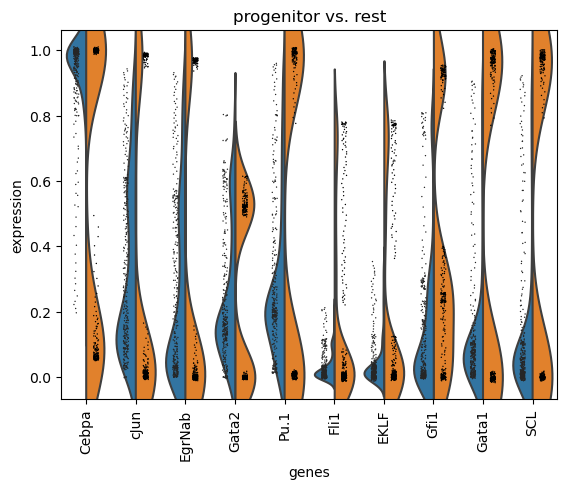 progenitor vs. rest
expression
1.0
0.8
0.6
0.4
0.2
0.0
Cebpa
cJun
EgrNab
Gata2
Pu.1
Fli1
EKLF
Gfi1
Gata1
SCL
genes